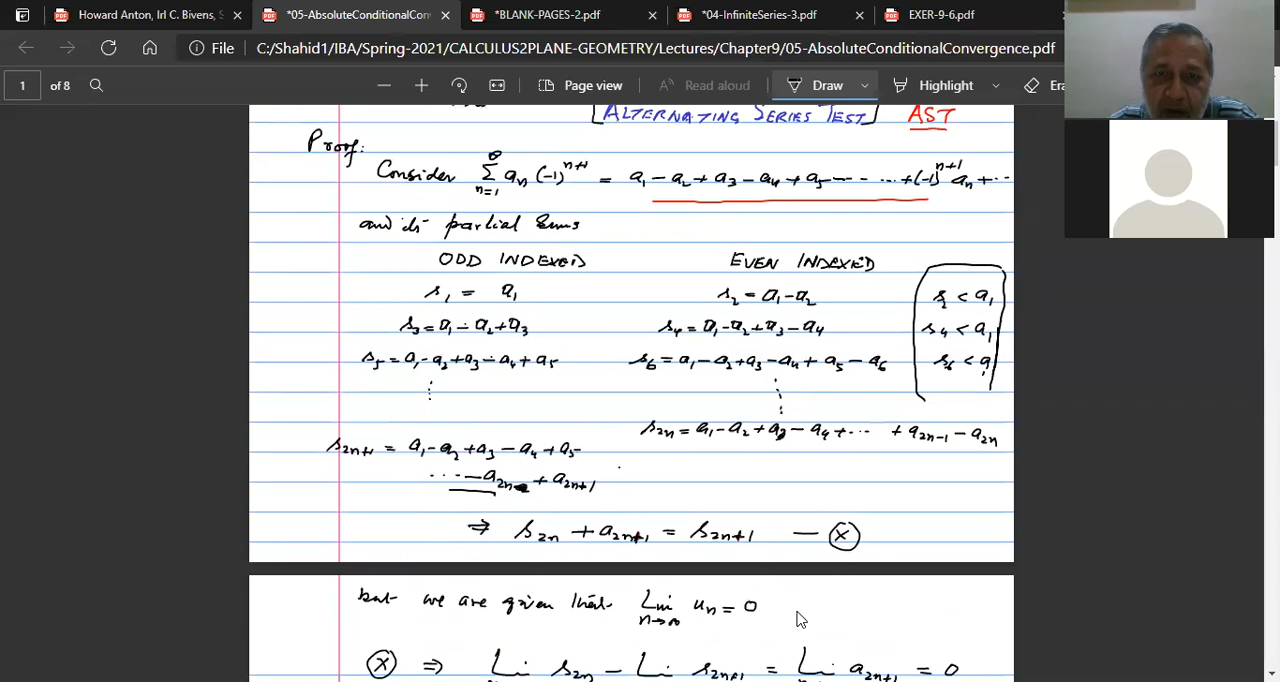 Howard Anton, Irl C. Bivens, S
*05-AbsoluteConditionalCon
*BLANK-PAGES-2.pdf
*04-InfiniteSeries-3.pdf
EXER-9-6.pdf
File C:/Shahid1/IBA/Spring-2021/CALCULUS2PLANE-GEOMETRY/Lectures/Chapter9/05-AbsoluteConditionalConvergence.pdf
1 of 8 Page view Read aloud Draw Highlight Era
[ALTERNATING SERIES TEST] AST
Proof:
Consider ∑_{n=1}^{∞} aₙ (-1)^{n+1} = a₁ - a₂ + a₃ - a₄ + a₅ - - - ... + (-1)^{n+1} aₙ + ...
and its partial sums
ODD INDEXED EVEN INDEXED
s₁ = a₁ s₂ = a₁ - a₂ s₂ < a₁
s₃ = a₁ - a₂ + a₃ s₄ = a₁ - a₂ + a₃ - a₄ s₄ < a₁
s₅ = a₁ - a₂ + a₃ - a₄ + a₅ s₆ = a₁ - a₂ + a₃ - a₄ + a₅ - a₆ s₆ < a₁
s₂ₙ = a₁ - a₂ + a₃ - a₄ + ... + a₂ₙ₋₁ - a₂ₙ
s₂ₙ₊₁ = a₁ - a₂ + a₃ - a₄ + a₅ -
... - a₂ₙ + a₂ₙ₊₁
⇒ s₂ₙ + a₂ₙ₊₁ = s₂ₙ₊₁ — ⊗
but we are given that Lim_{n→∞} uₙ = 0
⊗ ⇒ Lim s₂ₙ - Lim s₂ₙ₊₁ = Lim a₂ₙ₊₁ = 0